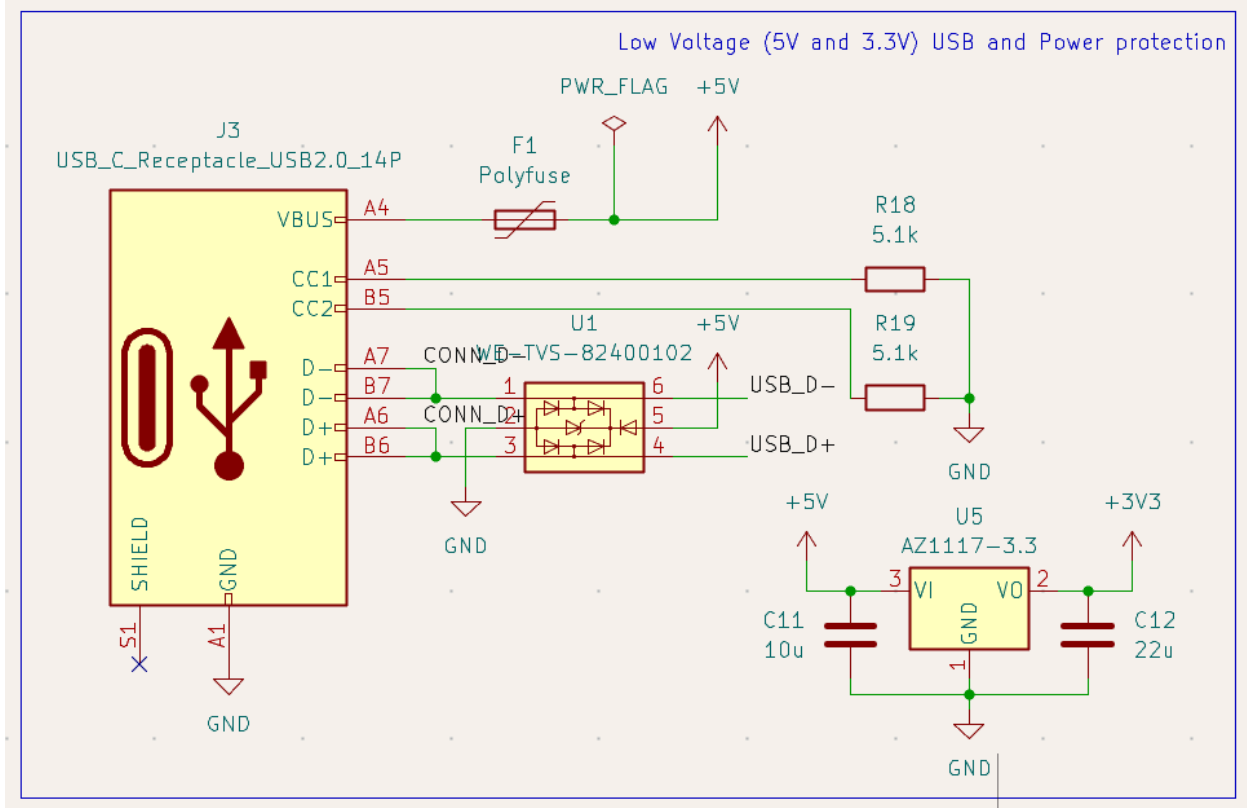 Low Voltage (5V and 3.3V) USB and Power protection
PWR_FLAG
+5V
J3
USB_C_Receptacle_USB2.0_14P
F1
Polyfuse
VBUS
A4
R18
5.1k
CC1
A5
CC2
B5
U1
WE-TVS-82400102
+5V
R19
5.1k
D-
A7
CONN_D-
D-
B7
1
6
USB_D-
D+
A6
CONN_D+
2
5
D+
B6
3
4
USB_D+
GND
GND
SHIELD
GND
S1
A1
GND
+5V
+3V3
U5
AZ1117-3.3
3
VI
VO
2
GND
1
C11
10u
C12
22u
GND